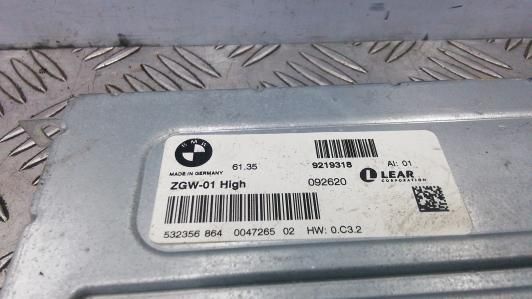 BMW
MADE IN GERMANY 61.35 9219318 AI: 01
ZGW-01 High 092620 LEAR
CORPORATION
532356 864 0047265 02 HW: 0.C3.2